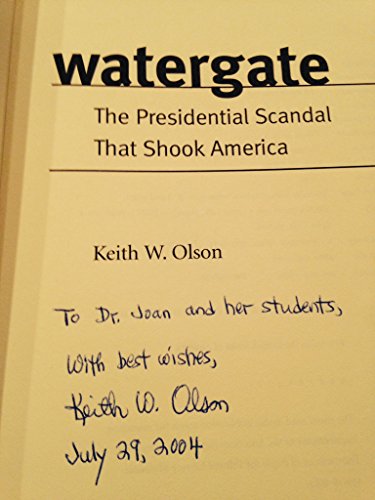 watergate
The Presidential Scandal
That Shook America
Keith W. Olson
To Dr. Joan and her students,
With best wishes,
Keith W. Olson
July 29, 2004